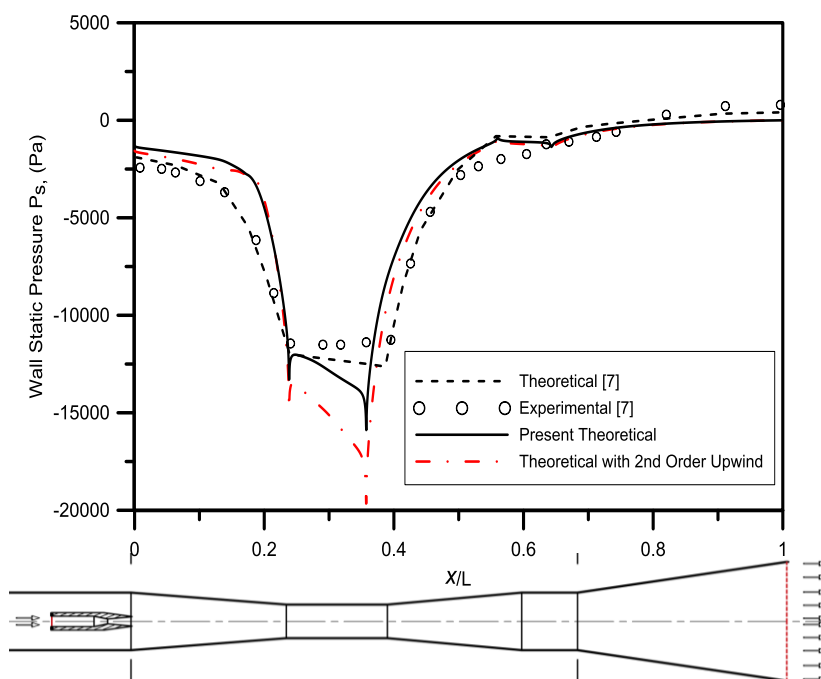 5000
0
-5000
-10000
-15000
-20000
Wall Static Pressure Ps, (Pa)
Theoretical [7]
Experimental [7]
Present Theoretical
Theoretical with 2nd Order Upwind
0 0.2 0.4 0.6 0.8 1
X/L